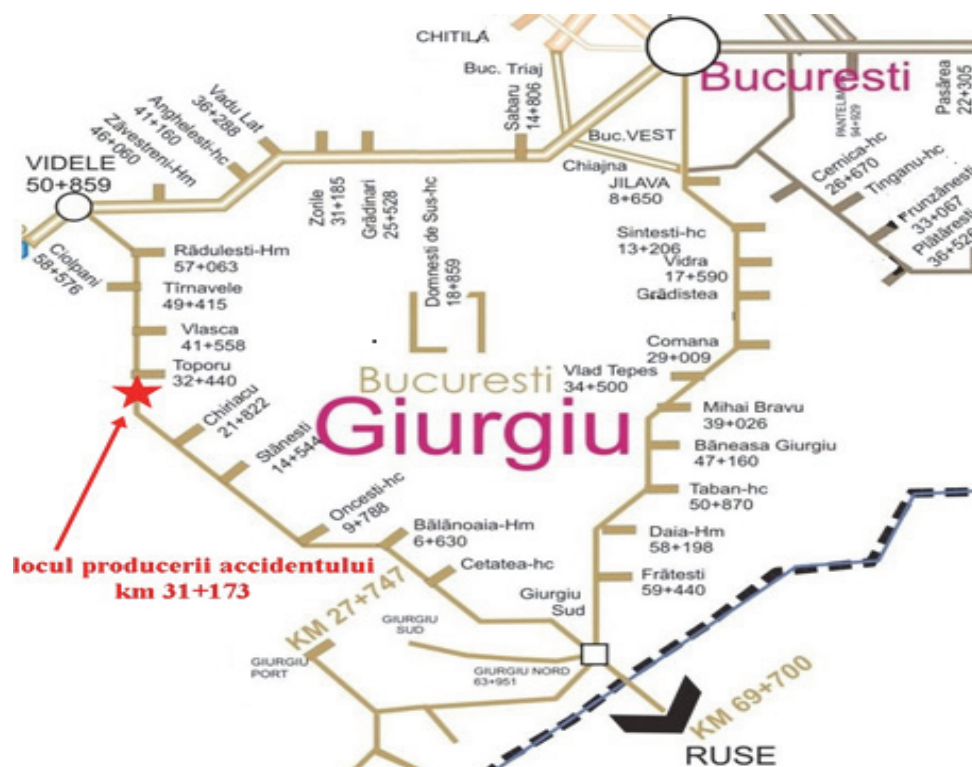 CHITILA
Buc. Triaj
Bucuresti
Pasărea
22+305
PANTELIMON
94+929
Sabaru
14+806
Buc.VEST
Chiajna
Cernica-hc
26+670
Tinganu-hc
Frunzănesti
33+067
Plătăresti
36+526
Vadu Lat
36+288
Anghelesti-hc
41+160
Zăvestreni-Hm
46+060
VIDELE
50+859
Ciolpani
58+576
Zorile
31+185
Grădinari
25+528
Domnesti de Sus-hc
18+859
JILAVA
8+650
Sintesti-hc
13+206
Vidra
17+590
Grădistea
Comana
29+009
Vlad Tepes
34+500
Mihai Bravu
39+026
Băneasa Giurgiu
47+160
Taban-hc
50+870
Daia-Hm
58+198
Frătesti
59+440
Rădulesti-Hm
57+063
Tîrnavele
49+415
Vlasca
41+558
Toporu
32+440
L1
Bucuresti
Giurgiu
Chiriacu
21+822
Stănesti
14+544
Oncesti-hc
9+788
Bălănoaia-Hm
6+630
Cetatea-hc
locul producerii accidentului
km 31+173
KM 27+747
Giurgiu
Sud
GIURGIU
SUD
GIURGIU
PORT
GIURGIU NORD
63+951
KM 69+700
RUSE